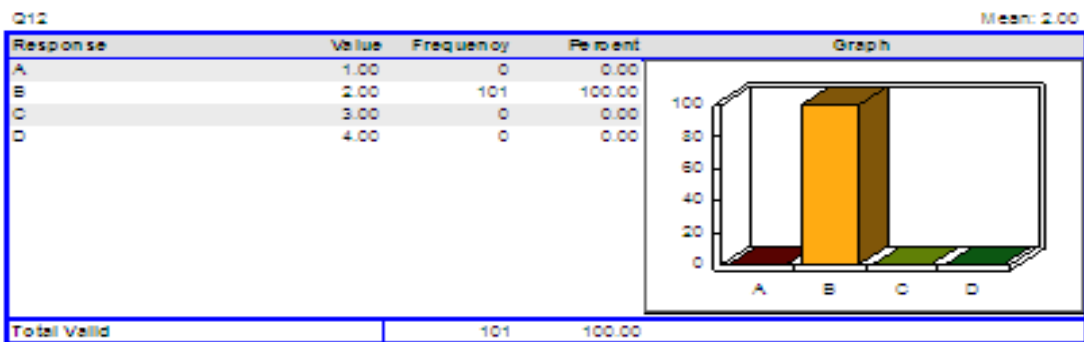 Q12 Mean: 2.00
Response Value Frequency Percent Graph
A 1.00 0 0.00
B 2.00 101 100.00
C 3.00 0 0.00
D 4.00 0 0.00
100
80
60
40
20
0
A B C D
Total Valid 101 100.00